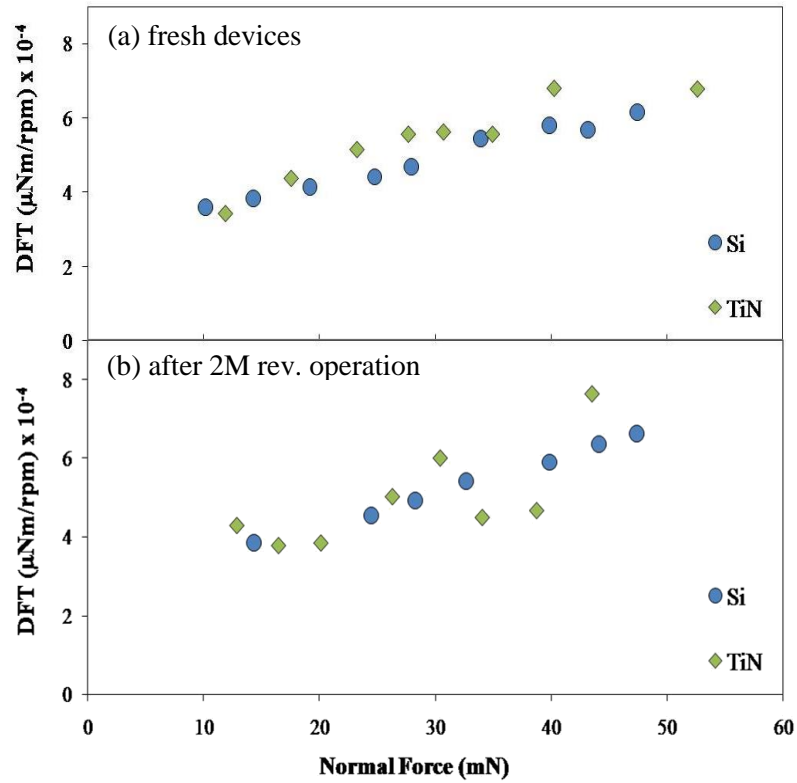 (a) fresh devices
DFT (µNm/rpm) x 10⁻⁴
8
6
4
2
0
Si
TiN
(b) after 2M rev. operation
DFT (µNm/rpm) x 10⁻⁴
8
6
4
2
0
Si
TiN
0 10 20 30 40 50 60
Normal Force (mN)